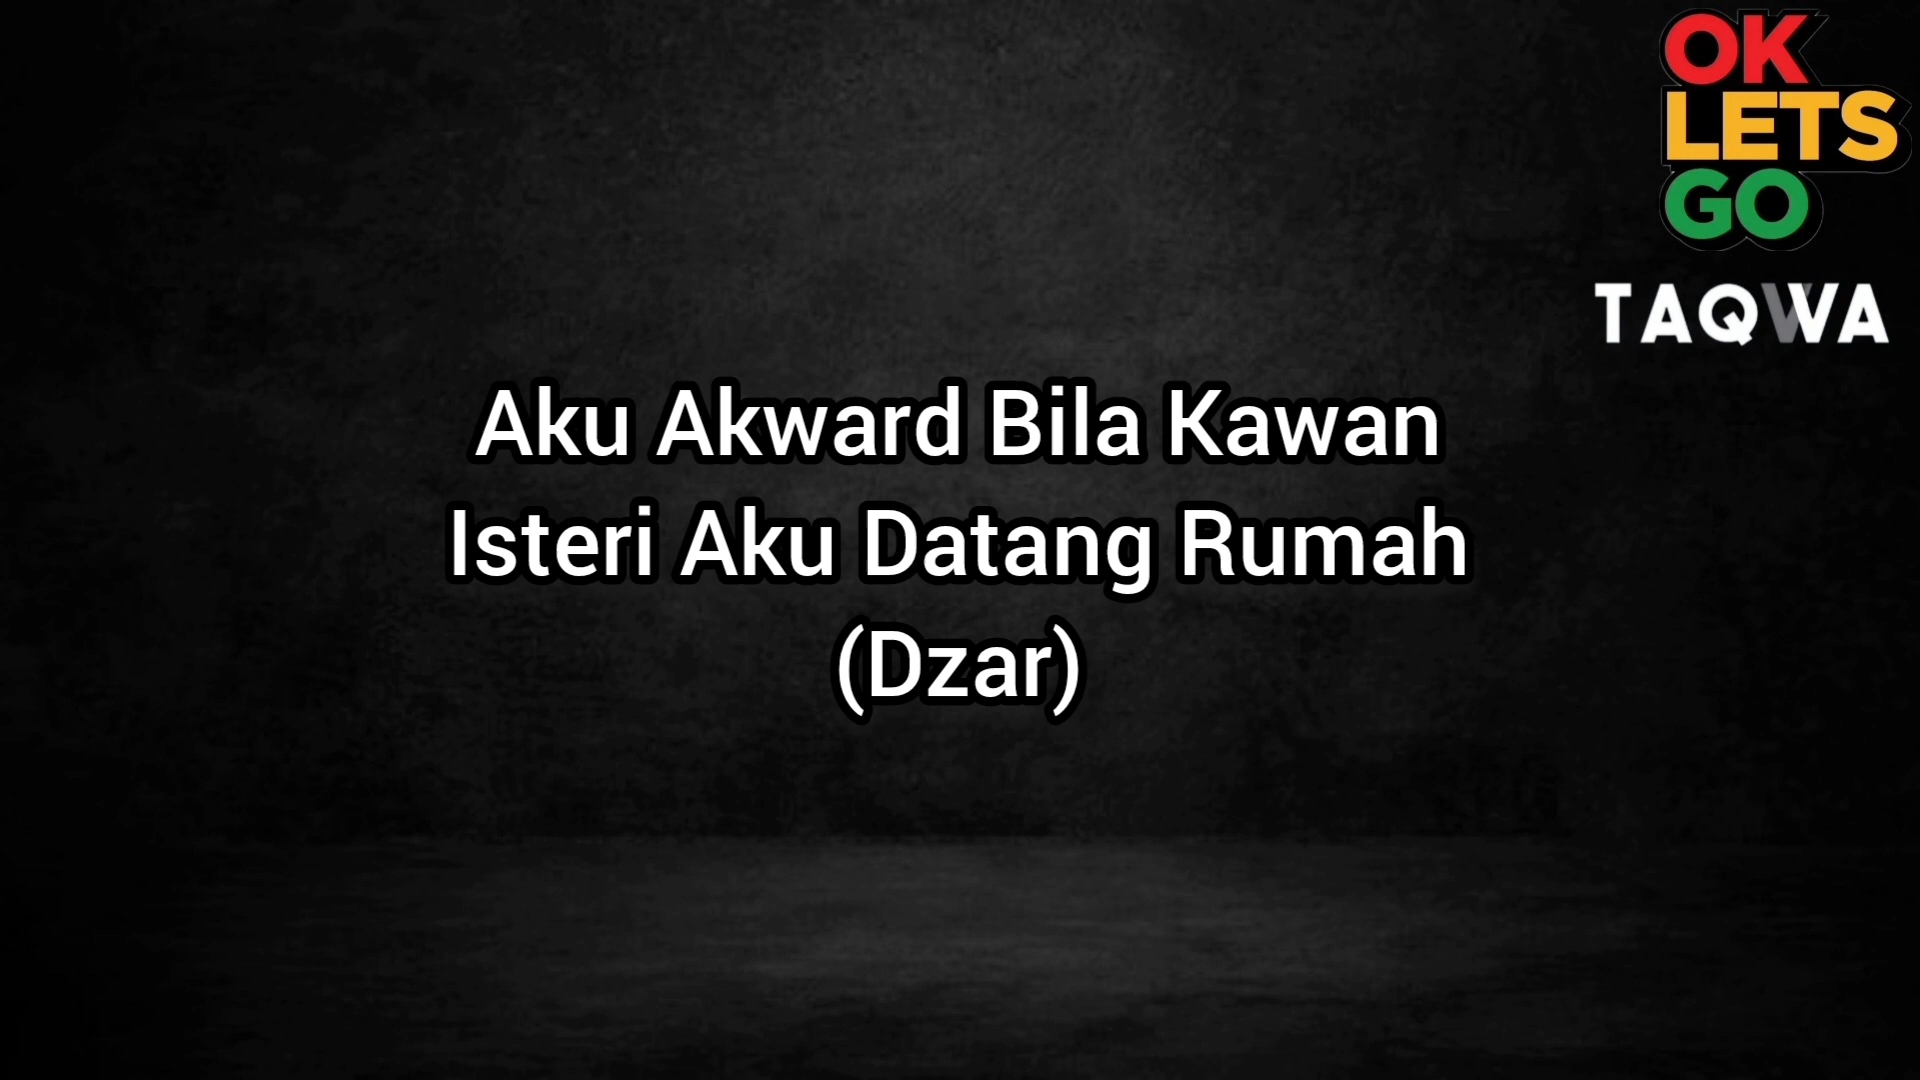 OK
LETS
GO
TAQWA
Aku Akward Bila Kawan
Isteri Aku Datang Rumah
(Dzar)